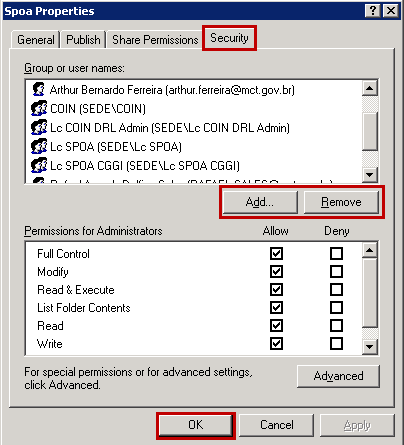 Spoa Properties
General Publish Share Permissions Security
Group or user names:
Arthur Bernardo Ferreira (arthur.ferreira@mct.gov.br)
COIN (SEDE\COIN)
Lc COIN DRL Admin (SEDE\Lc COIN DRL Admin)
Lc SPOA (SEDE\Lc SPOA)
Lc SPOA CGGI (SEDE\Lc SPOA CGGI)
Add... Remove
Permissions for Administrators Allow Deny
Full Control
Modify
Read & Execute
List Folder Contents
Read
Write
For special permissions or for advanced settings,
click Advanced.
Advanced
OK Cancel Apply